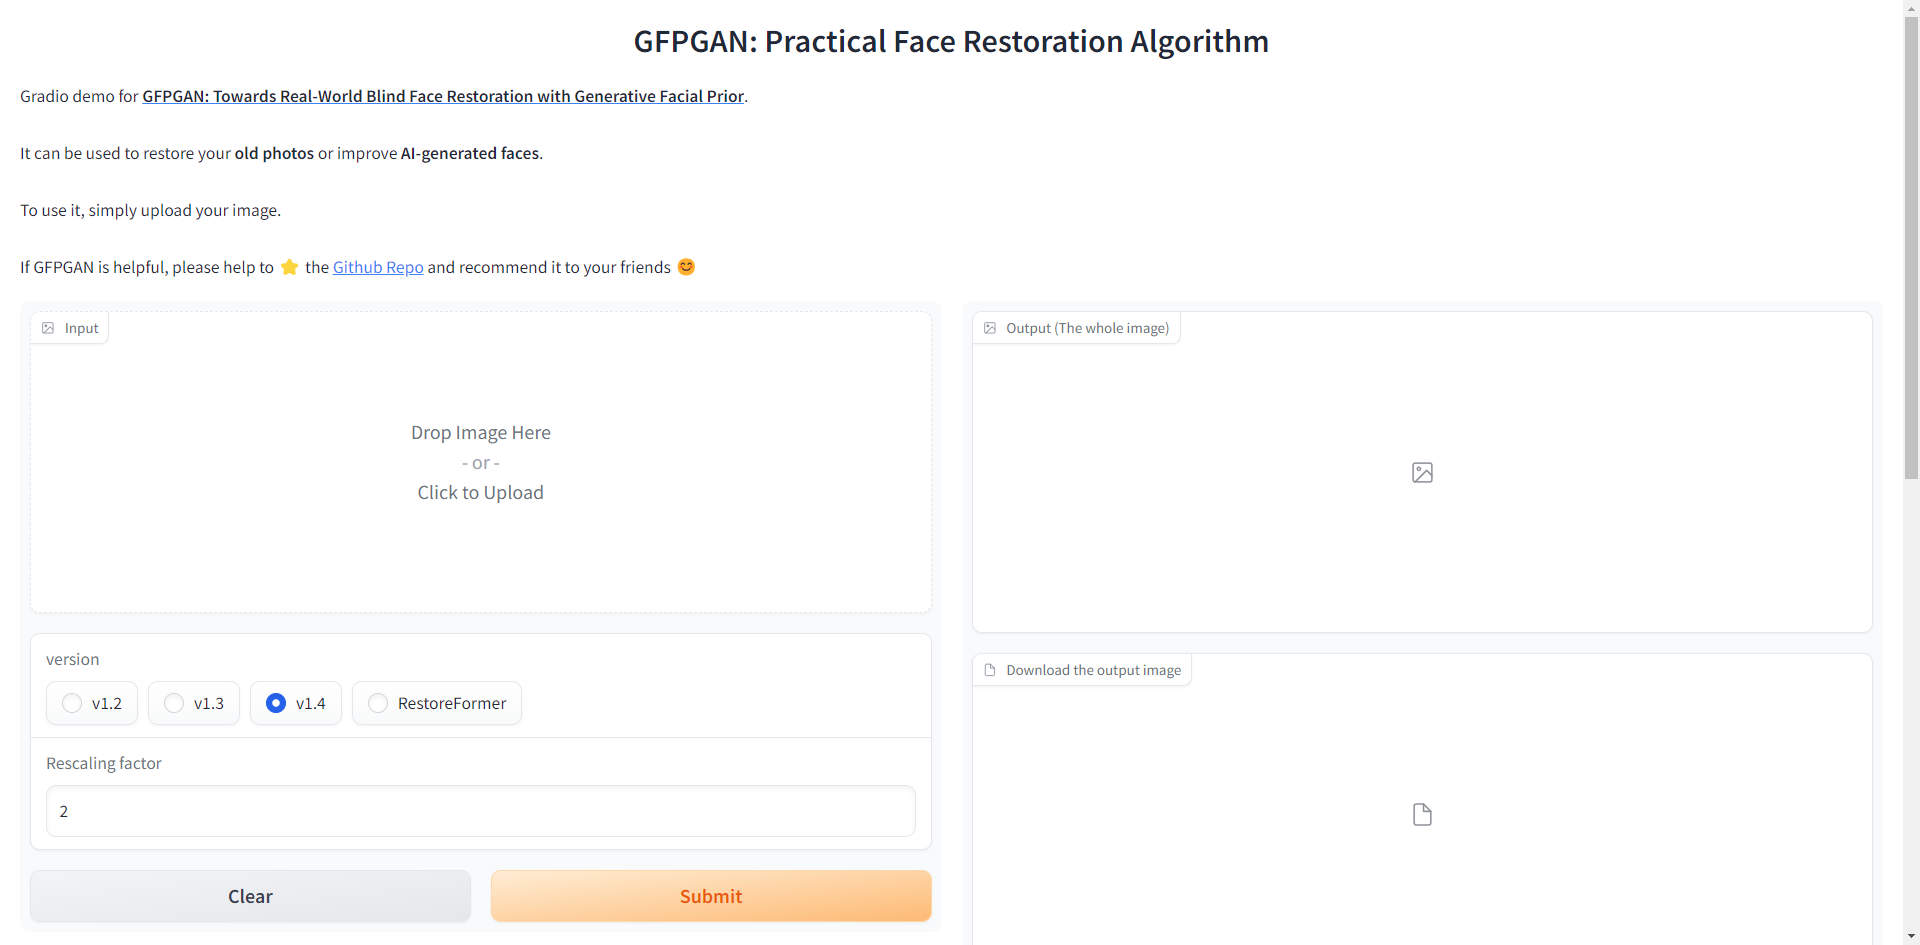 GFPGAN: Practical Face Restoration Algorithm
Gradio demo for GFPGAN: Towards Real-World Blind Face Restoration with Generative Facial Prior.
It can be used to restore your old photos or improve AI-generated faces.
To use it, simply upload your image.
If GFPGAN is helpful, please help to ⭐ the Github Repo and recommend it to your friends 😊
Input
Drop Image Here
- or -
Click to Upload
version
v1.2 v1.3 v1.4 RestoreFormer
Rescaling factor
2
Clear Submit
Output (The whole image)
Download the output image